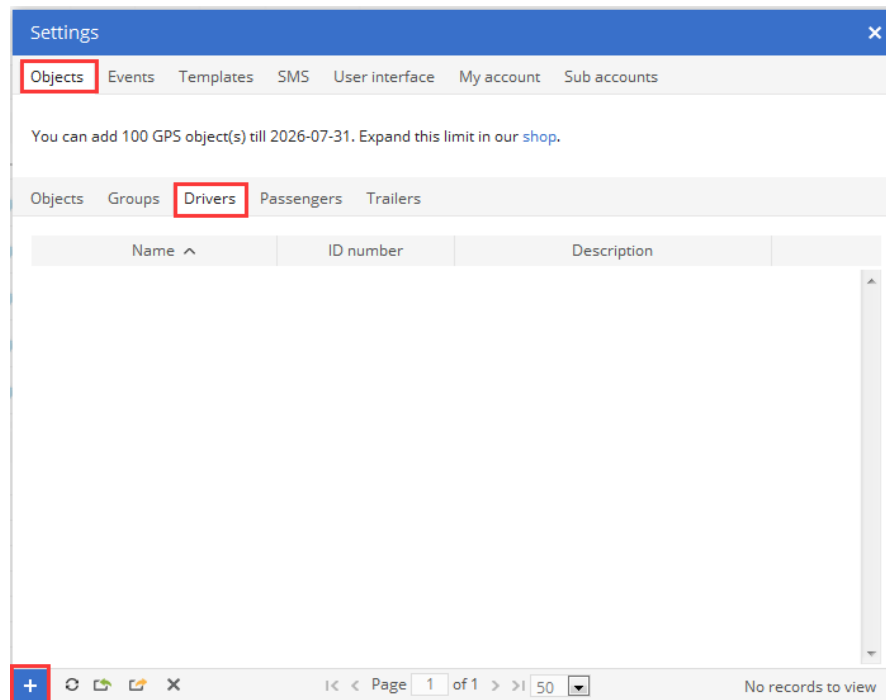 Settings
Objects Events Templates SMS User interface My account Sub accounts
You can add 100 GPS object(s) till 2026-07-31. Expand this limit in our shop.
Objects Groups Drivers Passengers Trailers
Name ID number Description
Page 1 of 1 50 No records to view